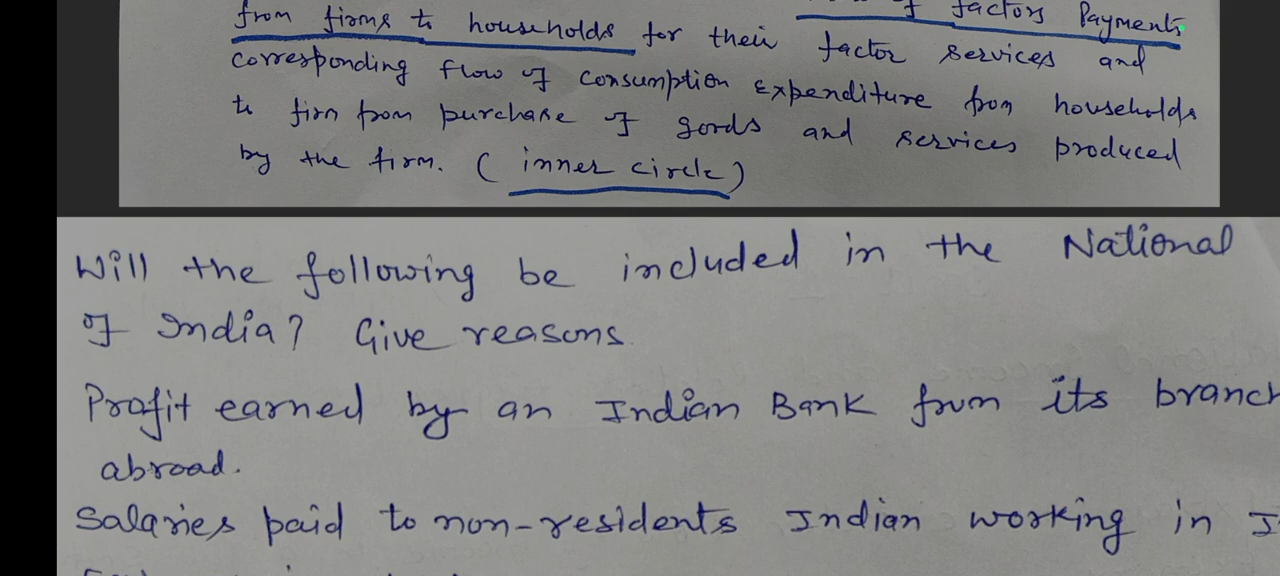 f factors Payments
from firms to households for their factor services and
corresponding flow of consumption Expenditure from households
to firm from purchase of goods and services produced
by the firm. ( inner circle )
Will the following be included in the National
of India? Give reasons.
Profit earned by an Indian Bank from its branch
abroad.
Salaries paid to non-residents Indian working in I